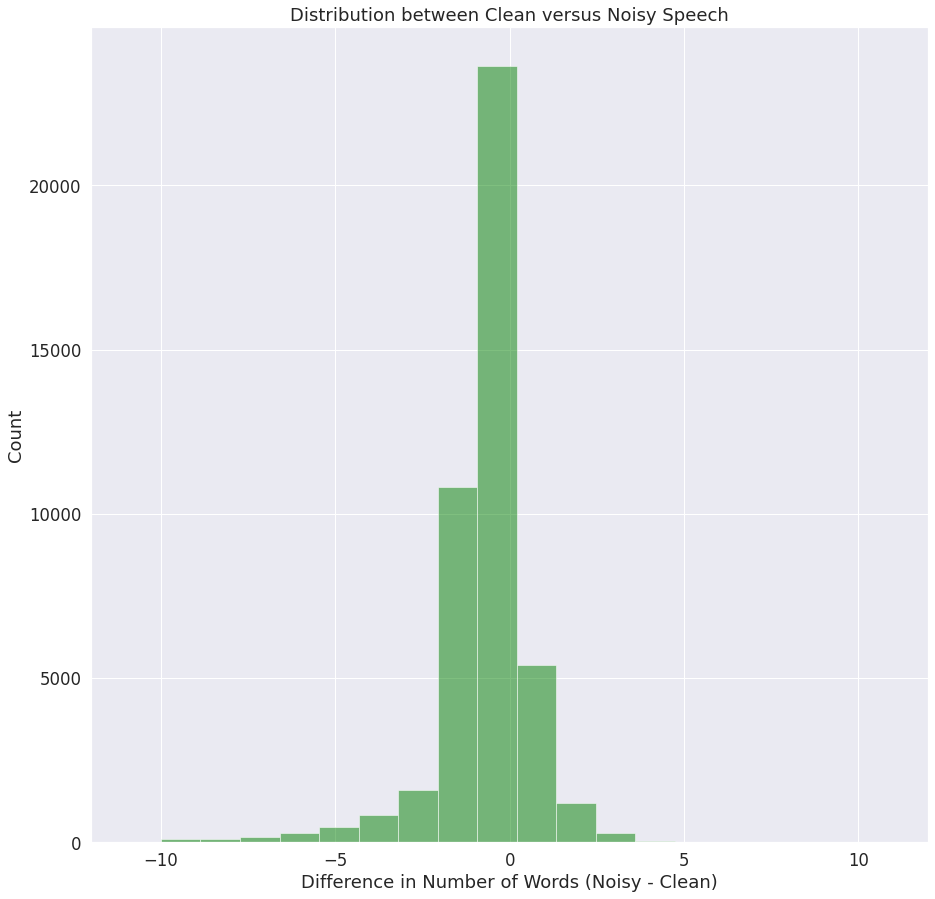 Distribution between Clean versus Noisy Speech
20000
15000
10000
5000
0
Count
−10 −5 0 5 10
Difference in Number of Words (Noisy - Clean)